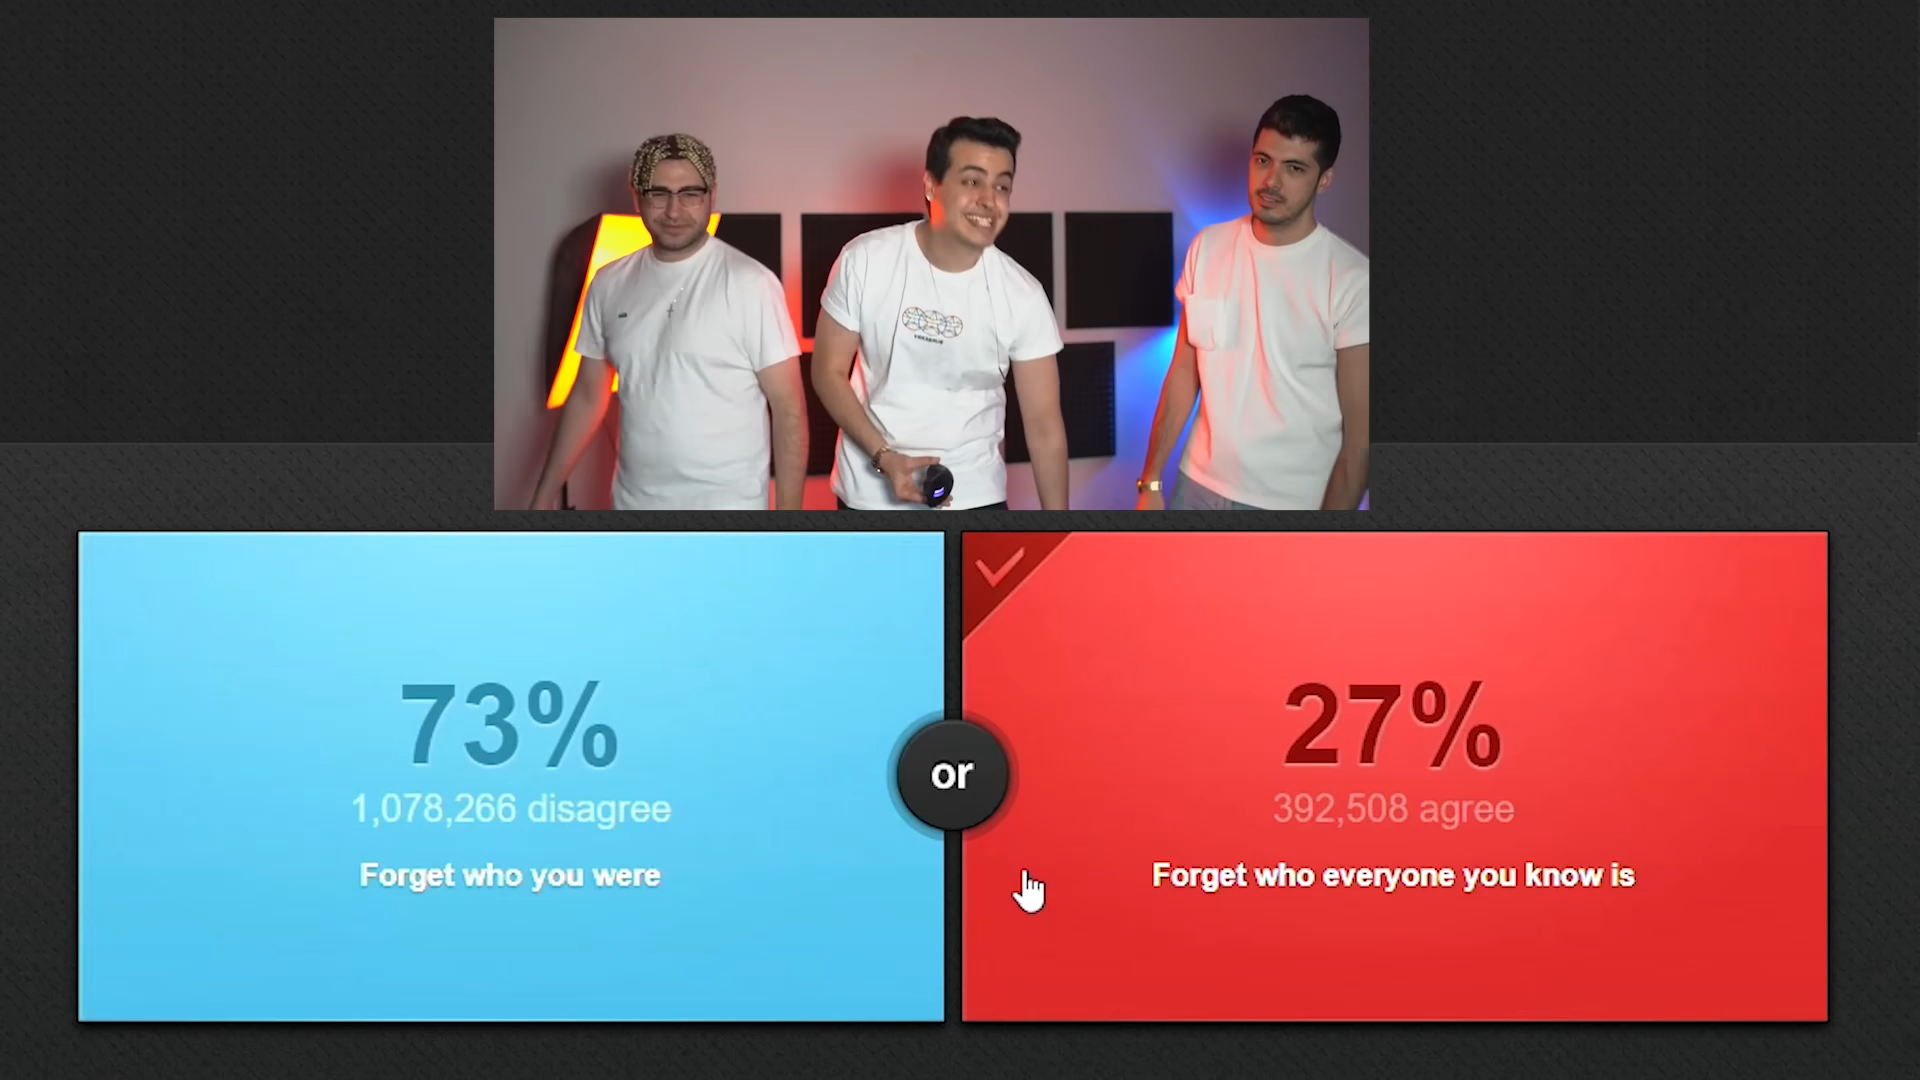 73%
1,078,266 disagree
Forget who you were
or
27%
392,508 agree
Forget who everyone you know is